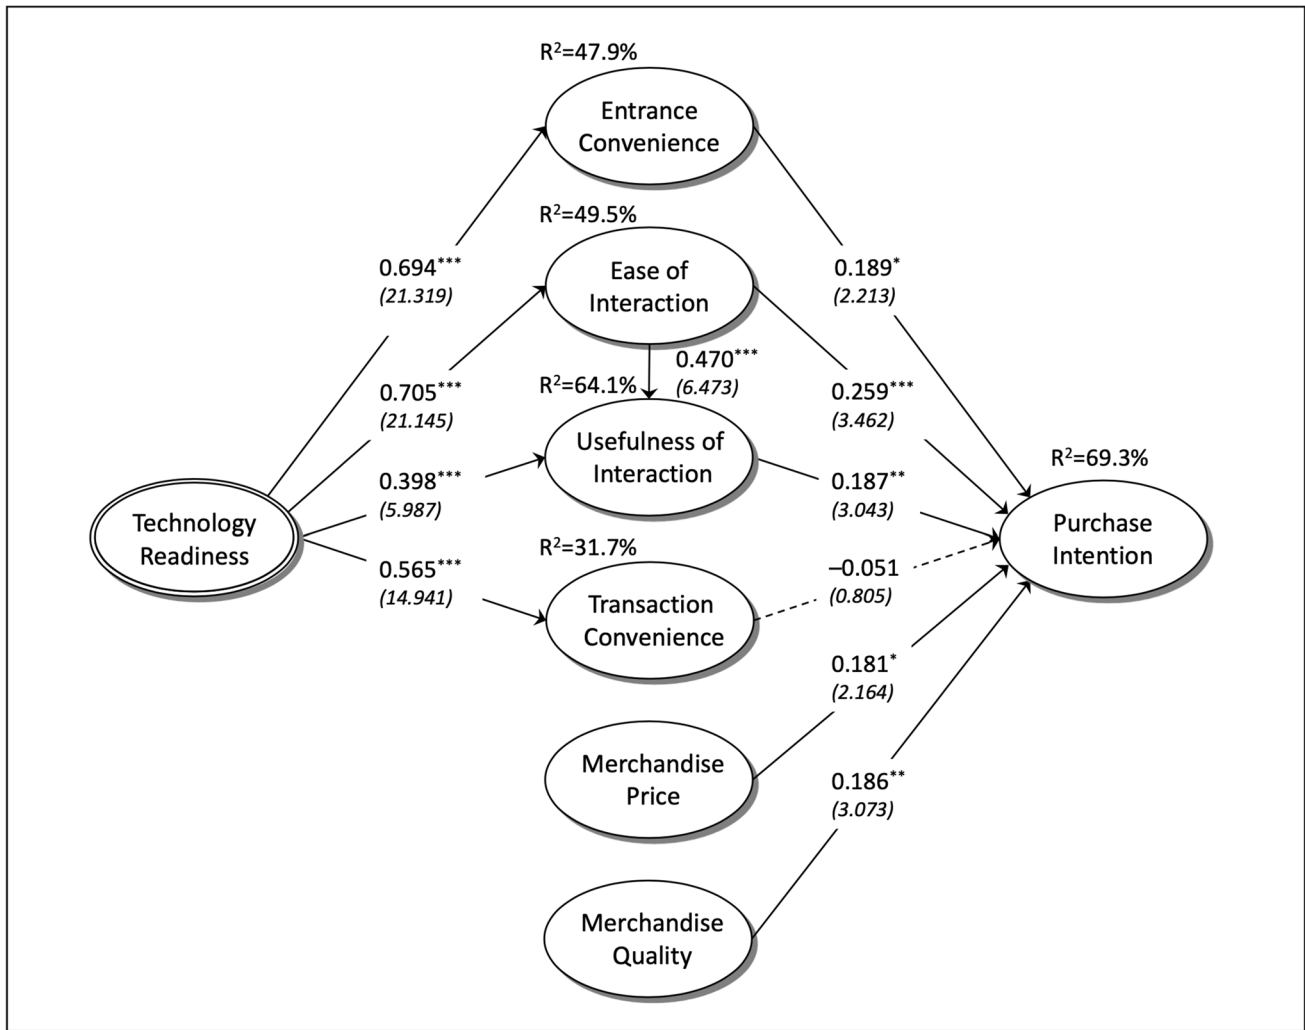 R²=47.9%
Entrance
Convenience
R²=49.5%
0.694***
(21.319)
Ease of
Interaction
0.189*
(2.213)
0.470***
(6.473)
R²=64.1%
0.705***
(21.145)
0.259***
(3.462)
Usefulness of
Interaction
0.398***
(5.987)
0.187**
(3.043)
R²=69.3%
Technology
Readiness
Purchase
Intention
R²=31.7%
0.565***
(14.941)
–0.051
(0.805)
Transaction
Convenience
0.181*
(2.164)
Merchandise
Price
0.186**
(3.073)
Merchandise
Quality